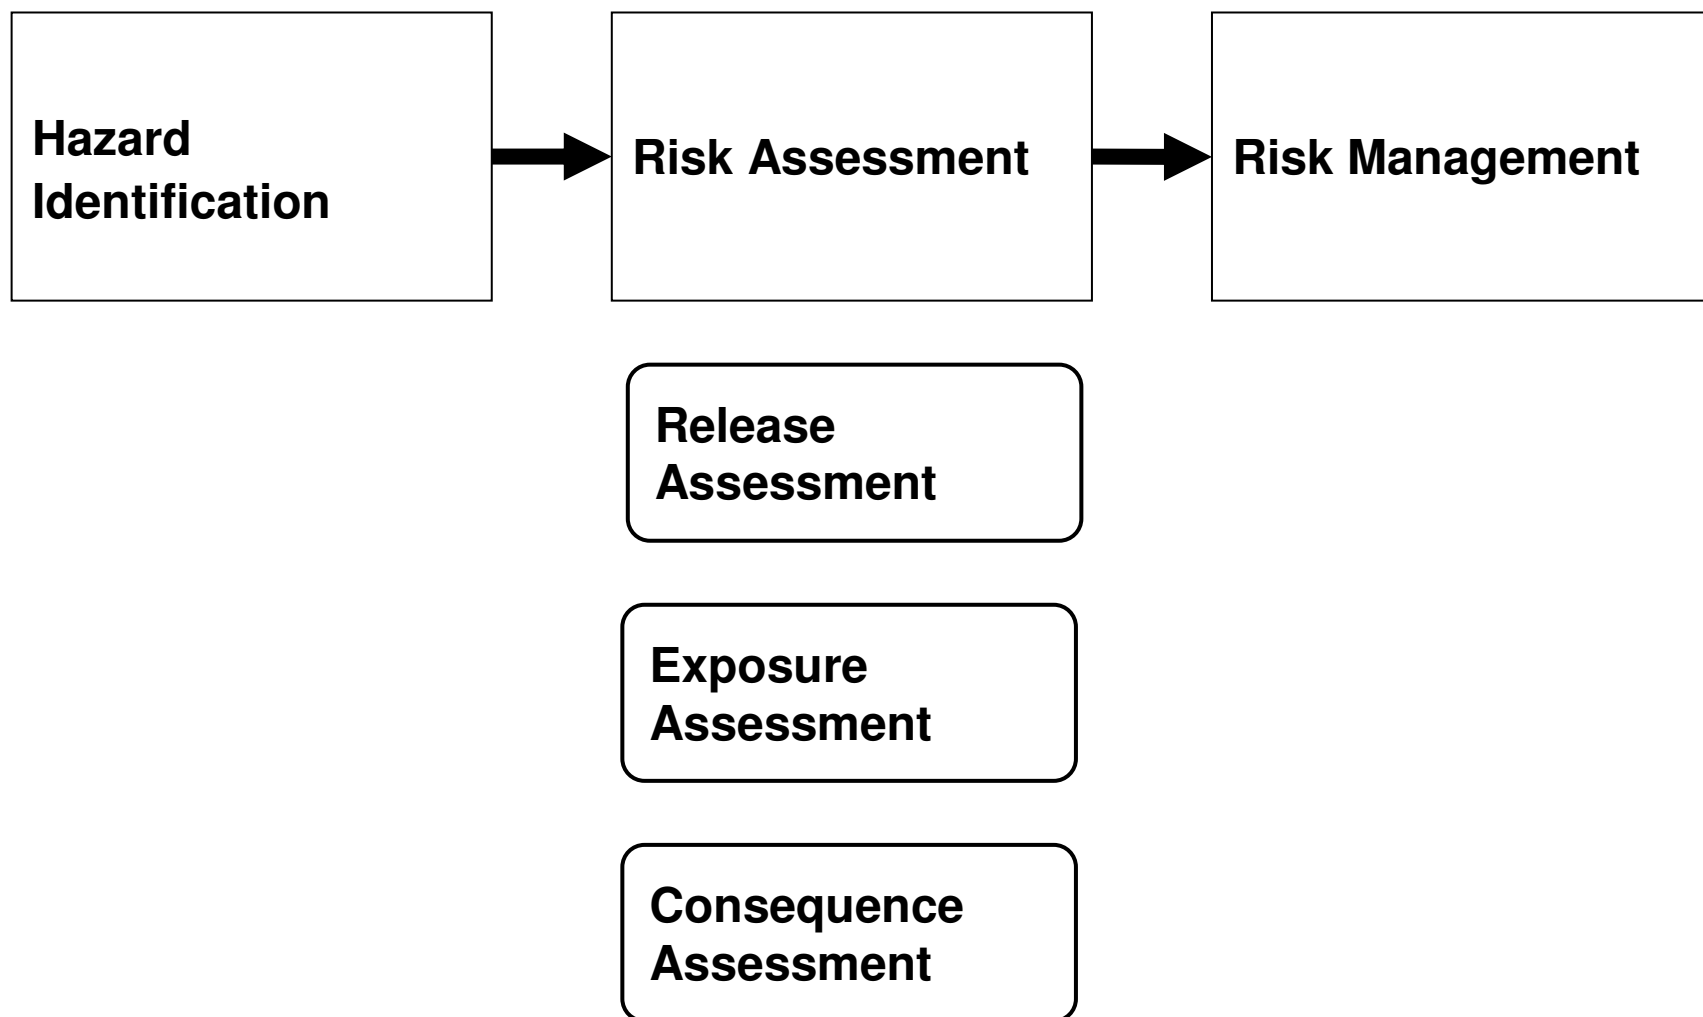 Hazard
Identification
Risk Assessment
Risk Management
Release
Assessment
Exposure
Assessment
Consequence
Assessment